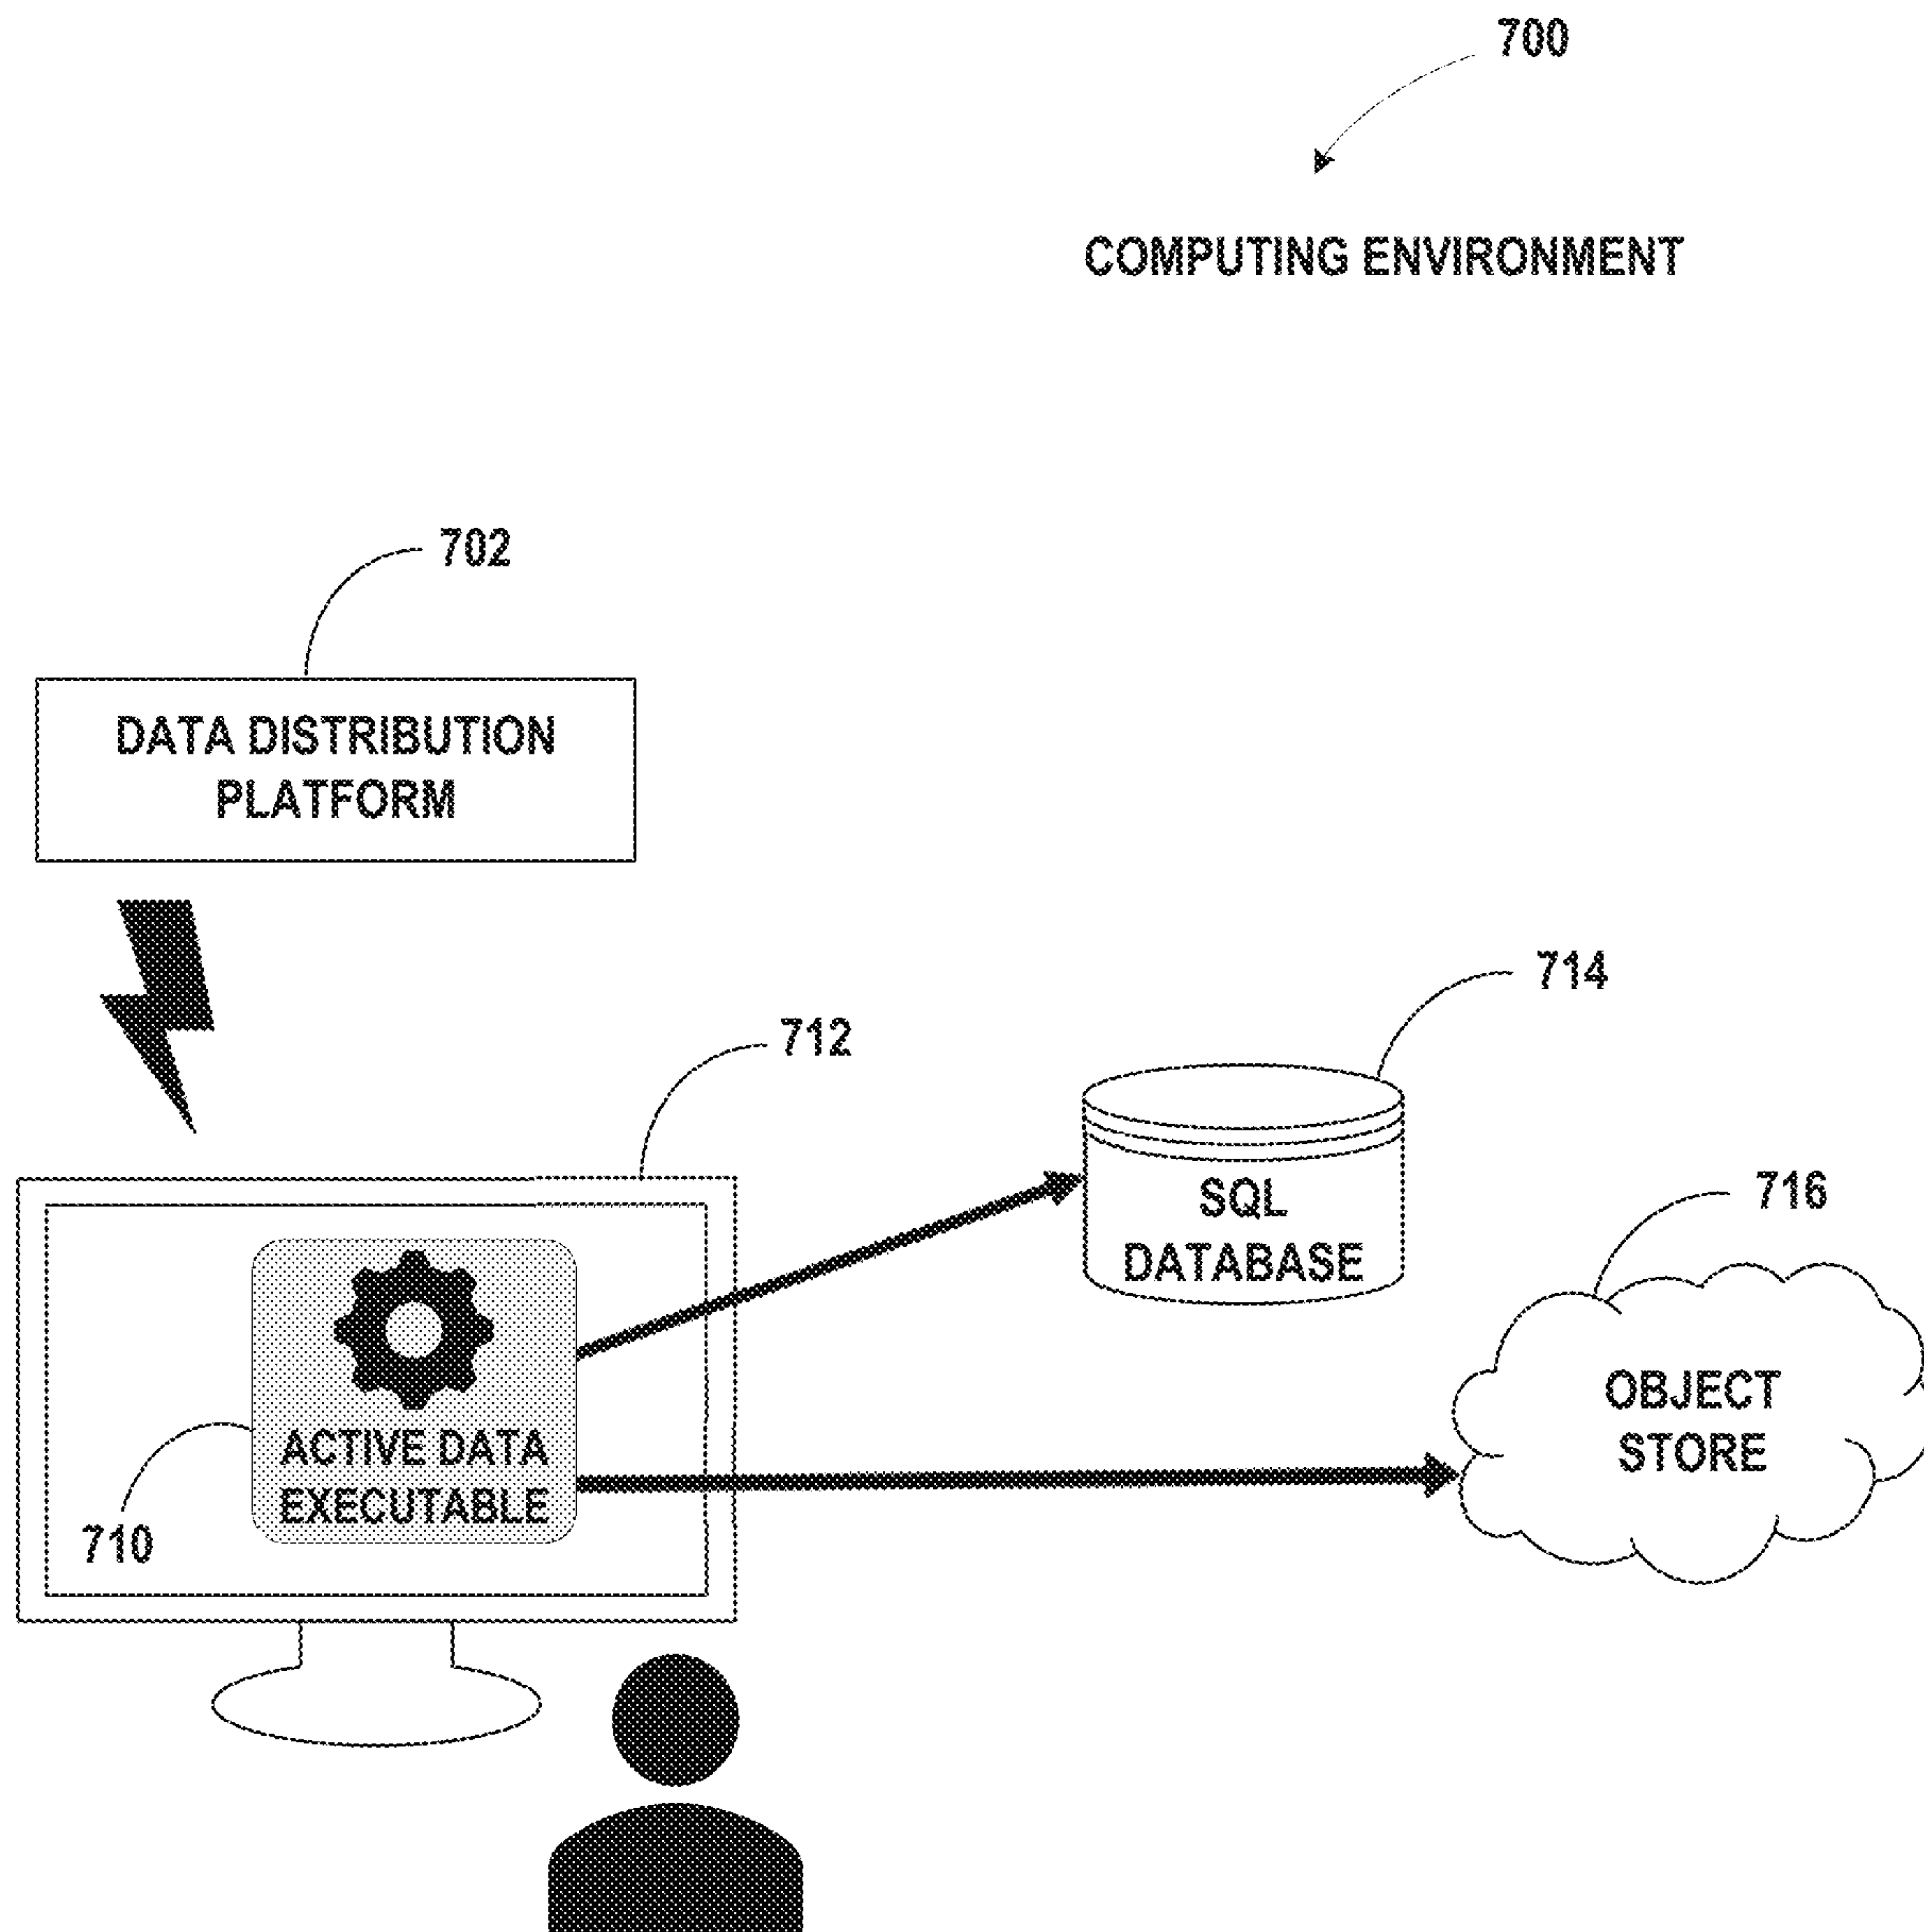 700
COMPUTING ENVIRONMENT
702
DATA DISTRIBUTION
PLATFORM
714
712
716
SQL
DATABASE
OBJECT
STORE
ACTIVE DATA
EXECUTABLE
710